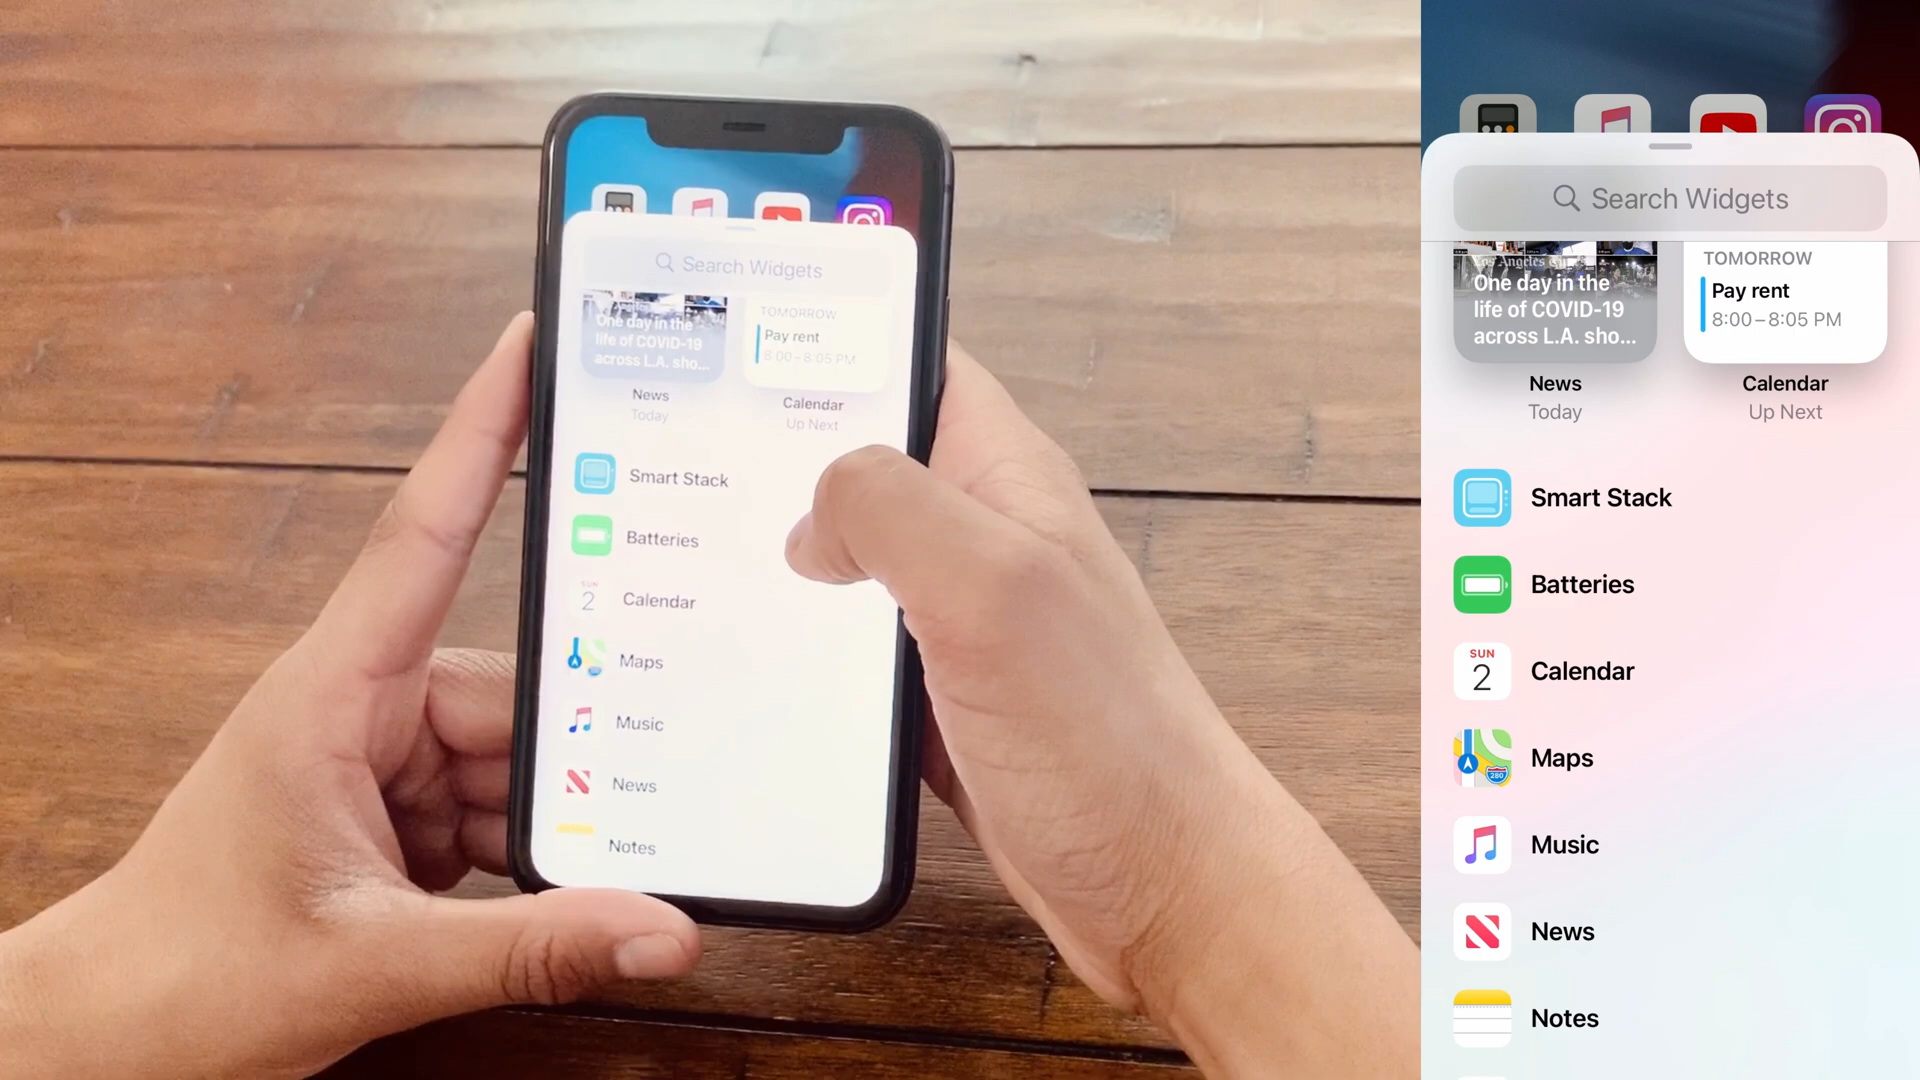 Search Widgets
One day in the
life of COVID-19
across L.A. sho...
TOMORROW
Pay rent
8:00–8:05 PM
News
Today
Calendar
Up Next
Smart Stack
Batteries
SUN
2
Calendar
Maps
Music
News
Notes
Search Widgets
Los Angeles
One day in the
life of COVID-19
across L.A. sho...
TOMORROW
Pay rent
8:00–8:05 PM
News
Today
Calendar
Up Next
Smart Stack
Batteries
SUN
2
Calendar
280
Maps
Music
News
Notes